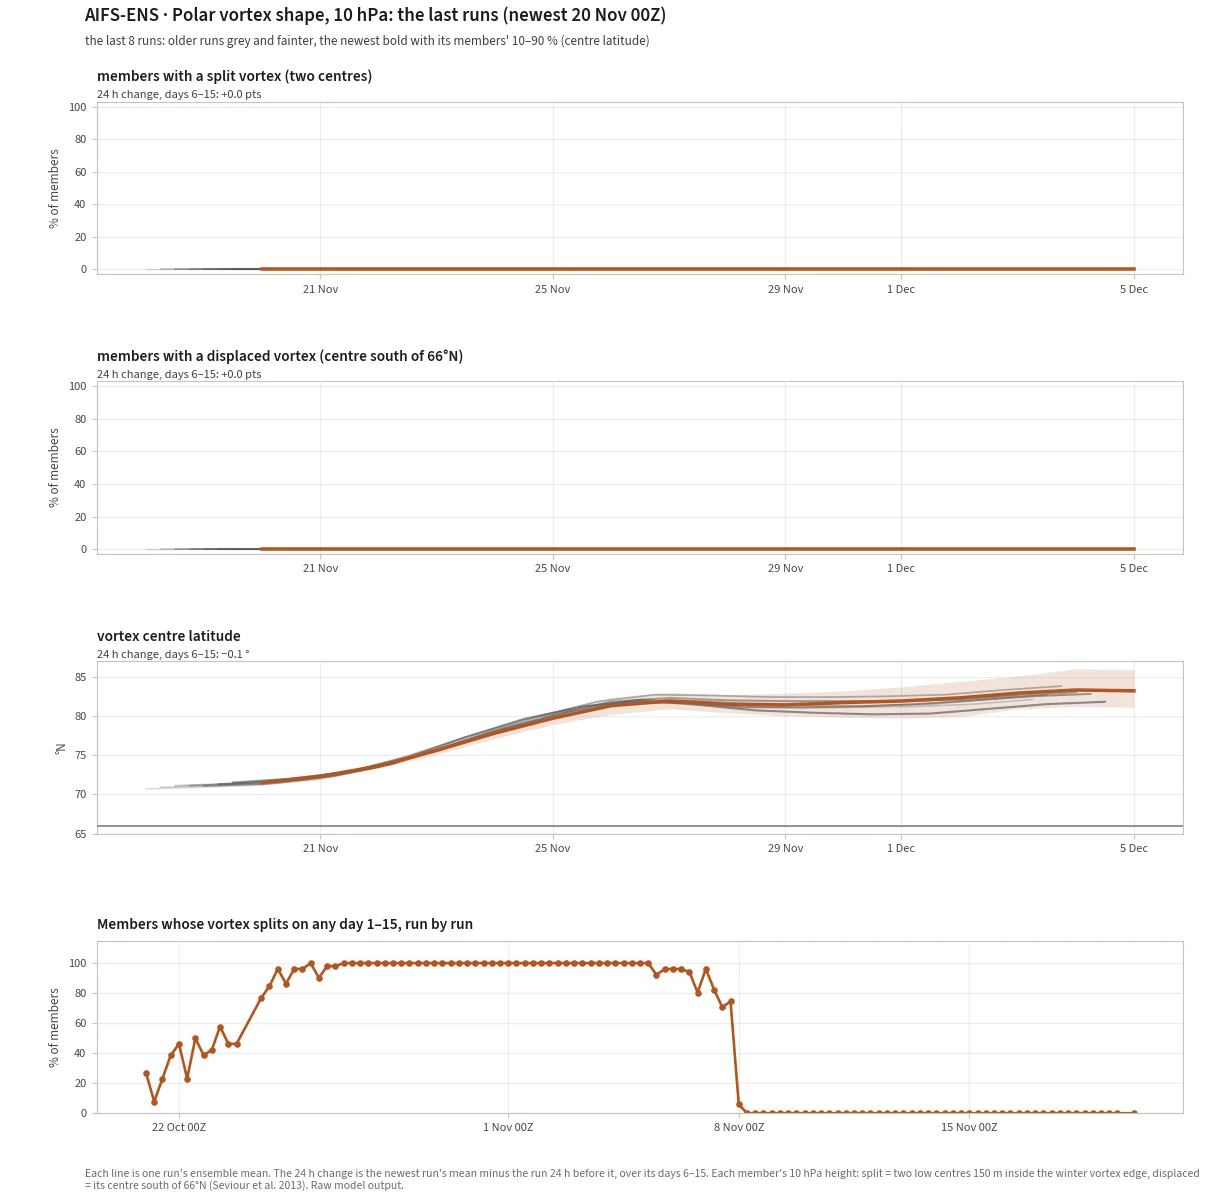 AIFS-ENS · Polar vortex shape, 10 hPa: the last runs (newest 20 Nov 00Z)
the last 8 runs: older runs grey and fainter, the newest bold with its members' 10–90 % (centre latitude)
members with a split vortex (two centres)
24 h change, days 6–15: +0.0 pts
100
80
60
40
20
0
% of members
21 Nov
25 Nov
29 Nov
1 Dec
5 Dec
members with a displaced vortex (centre south of 66°N)
24 h change, days 6–15: +0.0 pts
100
80
60
40
20
0
% of members
21 Nov
25 Nov
29 Nov
1 Dec
5 Dec
vortex centre latitude
24 h change, days 6–15: −0.1 °
85
80
75
70
65
°N
21 Nov
25 Nov
29 Nov
1 Dec
5 Dec
Members whose vortex splits on any day 1–15, run by run
100
80
60
40
20
0
% of members
22 Oct 00Z
1 Nov 00Z
8 Nov 00Z
15 Nov 00Z
Each line is one run's ensemble mean. The 24 h change is the newest run's mean minus the run 24 h before it, over its days 6–15. Each member's 10 hPa height: split = two low centres 150 m inside the winter vortex edge, displaced
= its centre south of 66°N (Seviour et al. 2013). Raw model output.